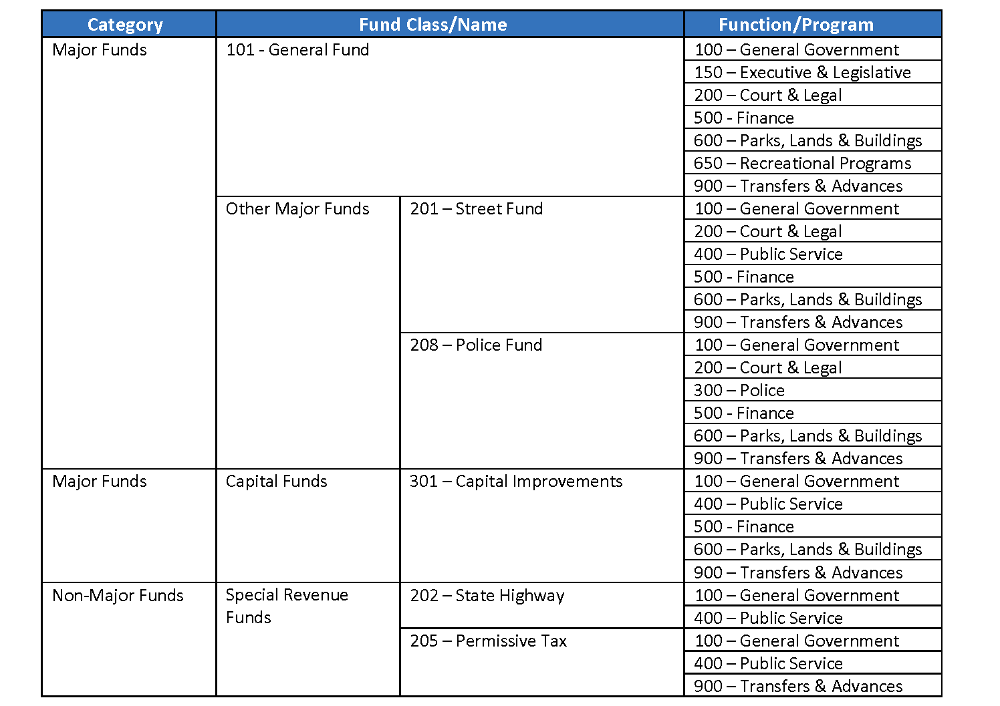 Category Fund Class/Name Function/Program
Major Funds 101 - General Fund 100 – General Government
150 – Executive & Legislative
200 – Court & Legal
500 - Finance
600 – Parks, Lands & Buildings
650 – Recreational Programs
900 – Transfers & Advances
Other Major Funds 201 – Street Fund 100 – General Government
200 – Court & Legal
400 – Public Service
500 - Finance
600 – Parks, Lands & Buildings
900 – Transfers & Advances
208 – Police Fund 100 – General Government
200 – Court & Legal
300 – Police
500 - Finance
600 – Parks, Lands & Buildings
900 – Transfers & Advances
Major Funds Capital Funds 301 – Capital Improvements 100 – General Government
400 – Public Service
500 - Finance
600 – Parks, Lands & Buildings
900 – Transfers & Advances
Non-Major Funds Special Revenue 202 – State Highway 100 – General Government
Funds 400 – Public Service
205 – Permissive Tax 100 – General Government
400 – Public Service
900 – Transfers & Advances